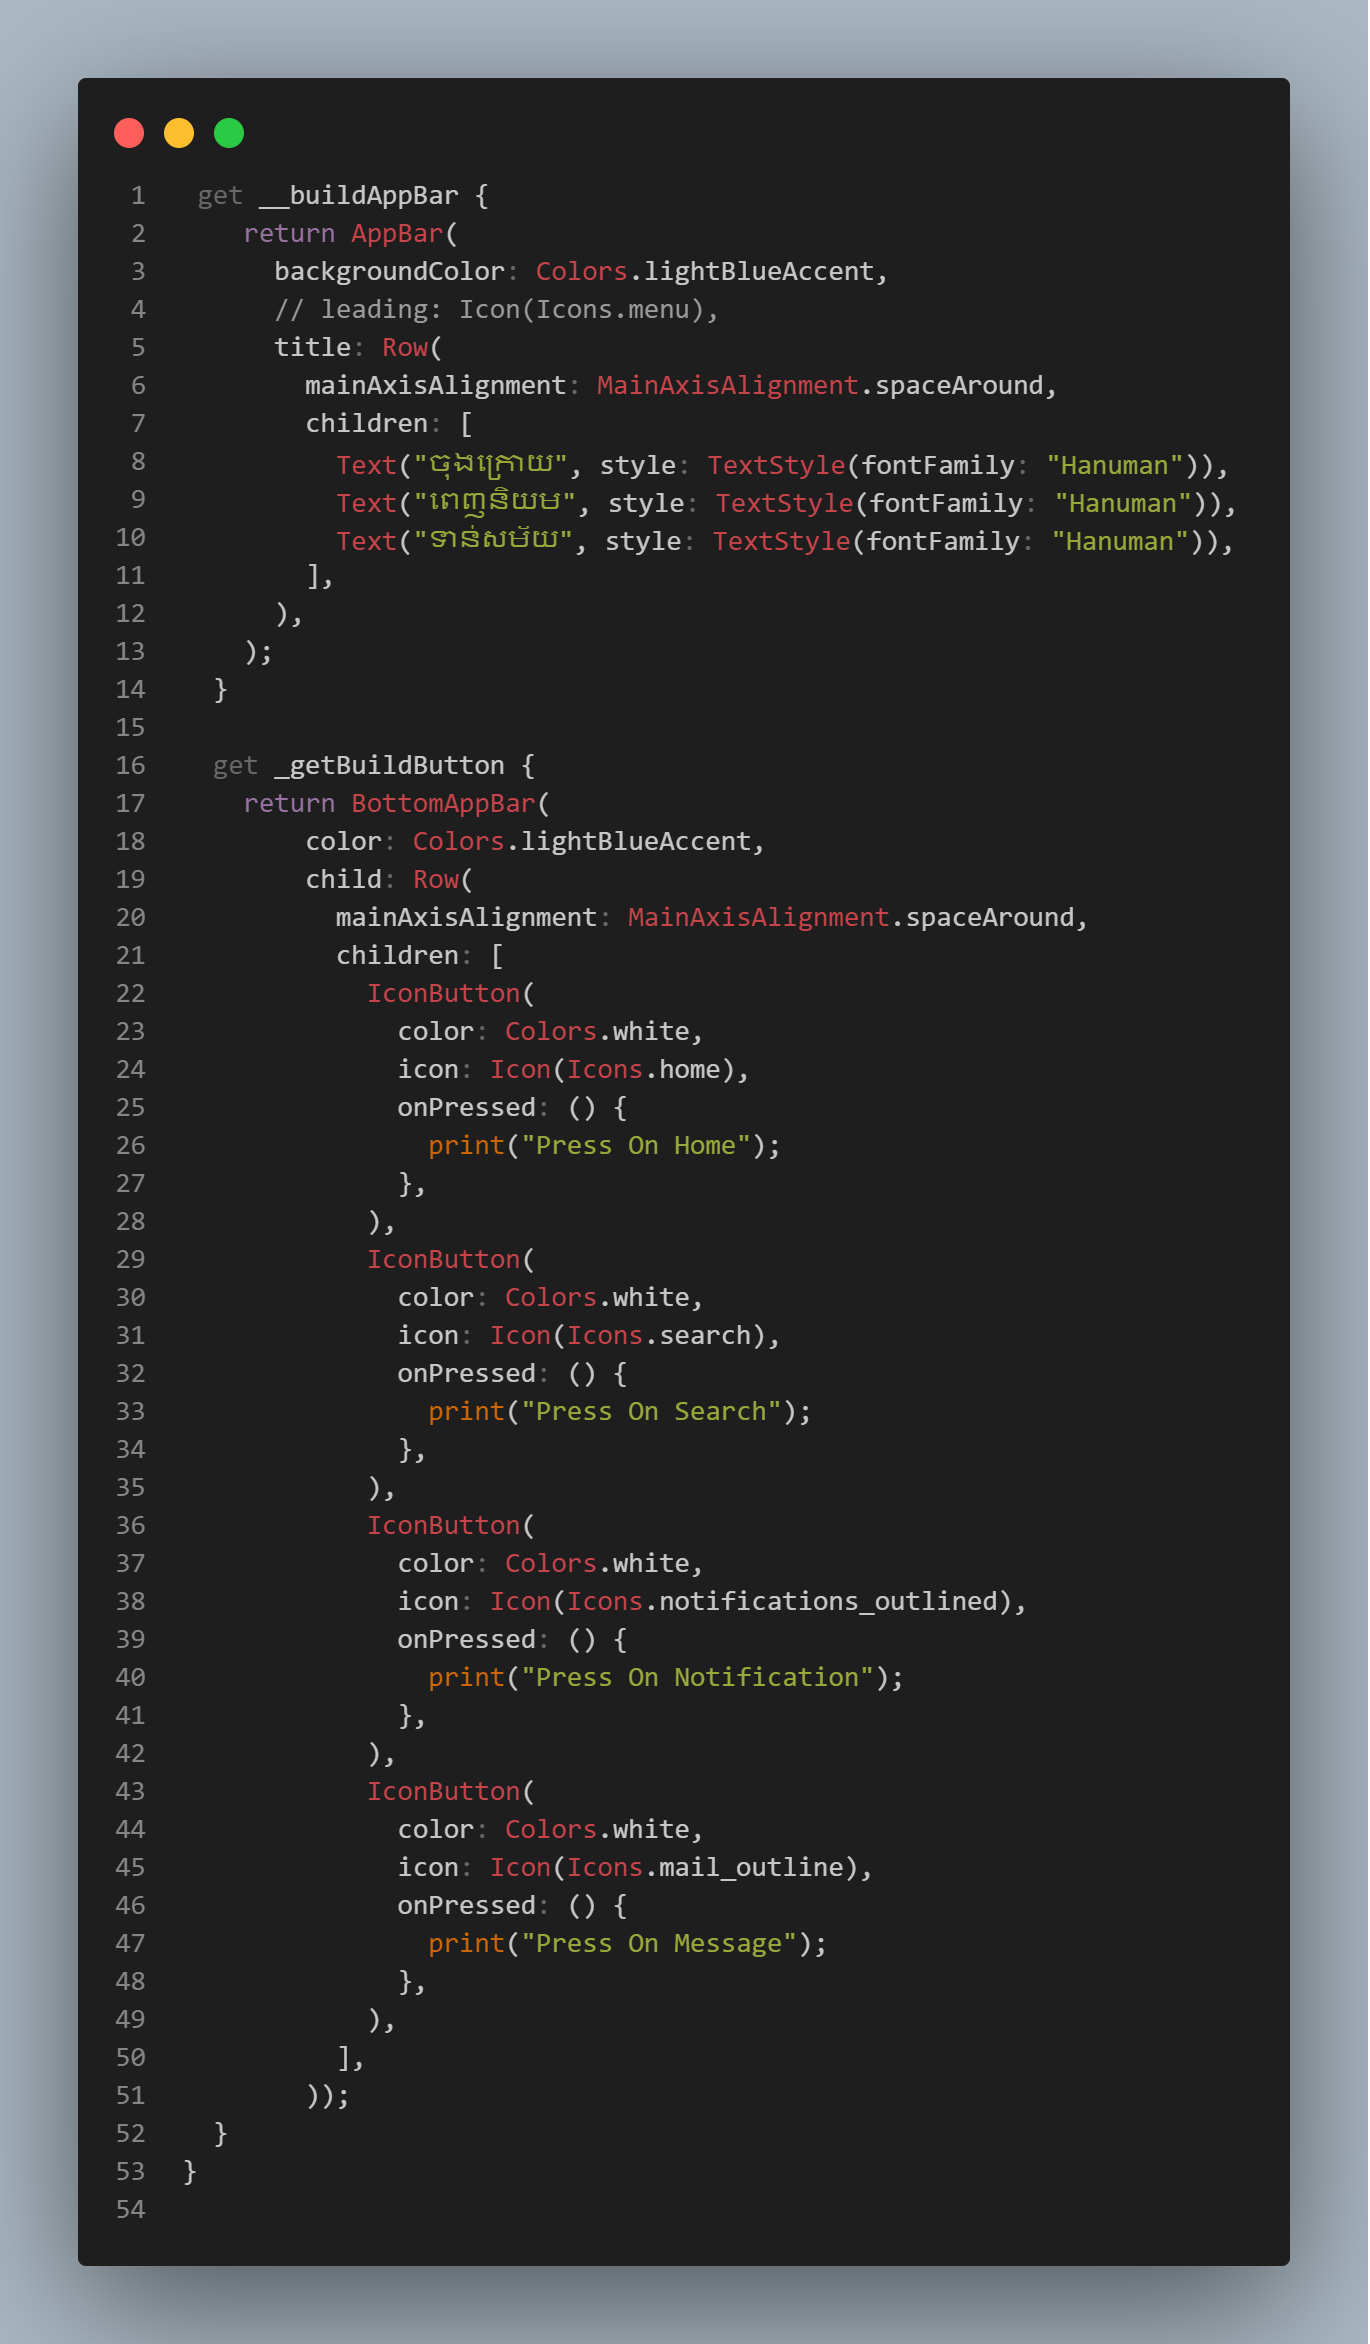 1 get __buildAppBar {
2 return AppBar(
3 backgroundColor: Colors.lightBlueAccent,
4 // leading: Icon(Icons.menu),
5 title: Row(
6 mainAxisAlignment: MainAxisAlignment.spaceAround,
7 children: [
8 Text("ចុងក្រោយ", style: TextStyle(fontFamily: "Hanuman")),
9 Text("ពេញនិយម", style: TextStyle(fontFamily: "Hanuman")),
10 Text("ទាន់សម័យ", style: TextStyle(fontFamily: "Hanuman")),
11 ],
12 ),
13 );
14 }
15
16 get _getBuildButton {
17 return BottomAppBar(
18 color: Colors.lightBlueAccent,
19 child: Row(
20 mainAxisAlignment: MainAxisAlignment.spaceAround,
21 children: [
22 IconButton(
23 color: Colors.white,
24 icon: Icon(Icons.home),
25 onPressed: () {
26 print("Press On Home");
27 },
28 ),
29 IconButton(
30 color: Colors.white,
31 icon: Icon(Icons.search),
32 onPressed: () {
33 print("Press On Search");
34 },
35 ),
36 IconButton(
37 color: Colors.white,
38 icon: Icon(Icons.notifications_outlined),
39 onPressed: () {
40 print("Press On Notification");
41 },
42 ),
43 IconButton(
44 color: Colors.white,
45 icon: Icon(Icons.mail_outline),
46 onPressed: () {
47 print("Press On Message");
48 },
49 ),
50 ],
51 ));
52 }
53 }
54